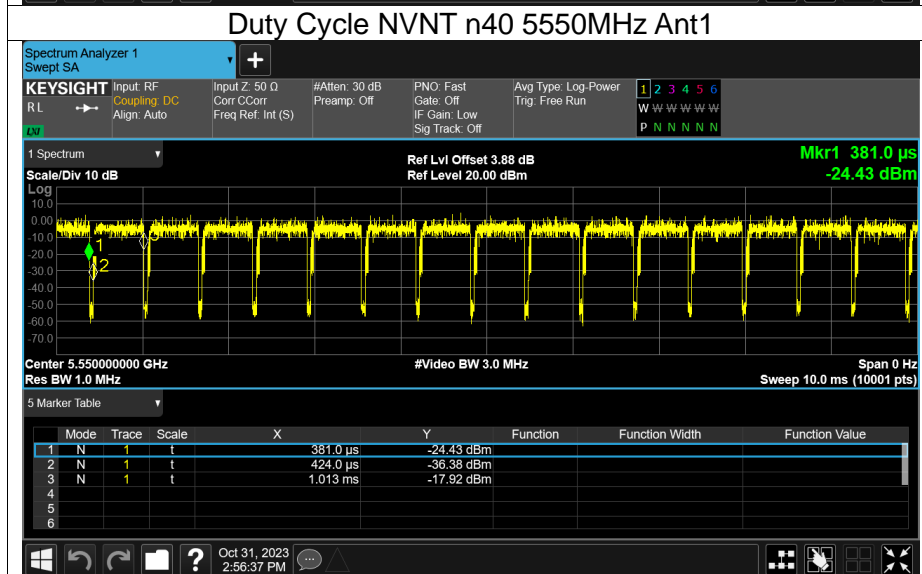 Duty Cycle NVNT n40 5550MHz Ant1
Spectrum Analyzer 1
Swept SA
+
KEYSIGHT
R L
LXI
Input: RF
Coupling: DC
Align: Auto
Input Z: 50 Ω
Corr CCorr
Freq Ref: Int (S)
#Atten: 30 dB
Preamp: Off
PNO: Fast
Gate: Off
IF Gain: Low
Sig Track: Off
Avg Type: Log-Power
Trig: Free Run
1 2 3 4 5 6
W W W W W W
P N N N N N
1 Spectrum
Scale/Div 10 dB
Ref Lvl Offset 3.88 dB
Ref Level 20.00 dBm
Mkr1 381.0 µs
-24.43 dBm
Log
10.0
0.00
-10.0
-20.0
-30.0
-40.0
-50.0
-60.0
-70.0
1
2
Center 5.550000000 GHz
Res BW 1.0 MHz
#Video BW 3.0 MHz
Span 0 Hz
Sweep 10.0 ms (10001 pts)
5 Marker Table
Mode Trace Scale X Y Function Function Width Function Value
1 N 1 t 381.0 µs -24.43 dBm
2 N 1 t 424.0 µs -36.38 dBm
3 N 1 t 1.013 ms -17.92 dBm
4
5
6
?
Oct 31, 2023
2:56:37 PM